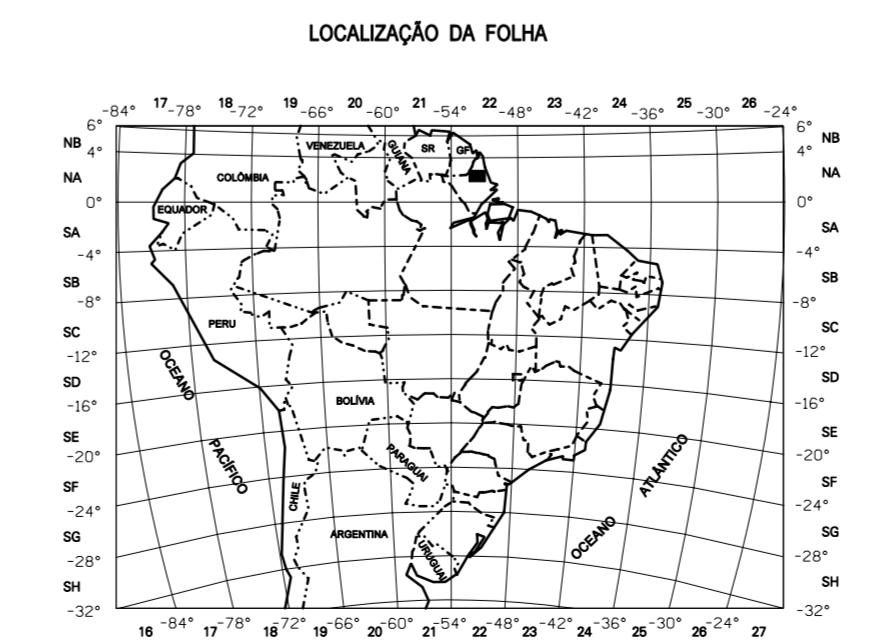 LOCALIZAÇÃO DA FOLHA
17 18 19 20 21 22 23 24 25 26
-84° -78° -72° -66° -60° -54° -48° -42° -36° -30° -24°
6° 6°
NB VENEZUELA GUIANA SR GF NB
4° 4°
NA COLÔMBIA NA
0° EQUADOR 0°
SA SA
-4° -4°
SB SB
-8° -8°
PERU
SC SC
-12° -12°
OCEANO
SD SD
-16° BOLÍVIA -16°
SE SE
-20° PACÍFICO PARAGUAI ATLÂNTICO -20°
SF CHILE SF
-24° -24°
SG ARGENTINA OCEANO SG
-28° URUGUAI -28°
SH SH
-32° -84° -78° -72° -66° -60° -54° -48° -42° -36° -30° -24° -32°
16 17 18 19 20 21 22 23 24 25 26 27